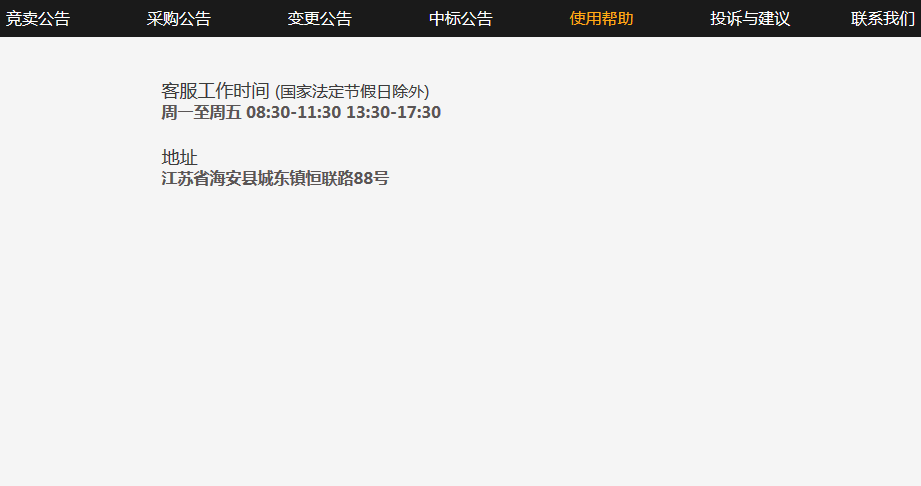 竞卖公告 采购公告 变更公告 中标公告 使用帮助 投诉与建议 联系我们
客服工作时间 (国家法定节假日除外)
周一至周五 08:30-11:30 13:30-17:30
地址
江苏省海安县城东镇恒联路88号